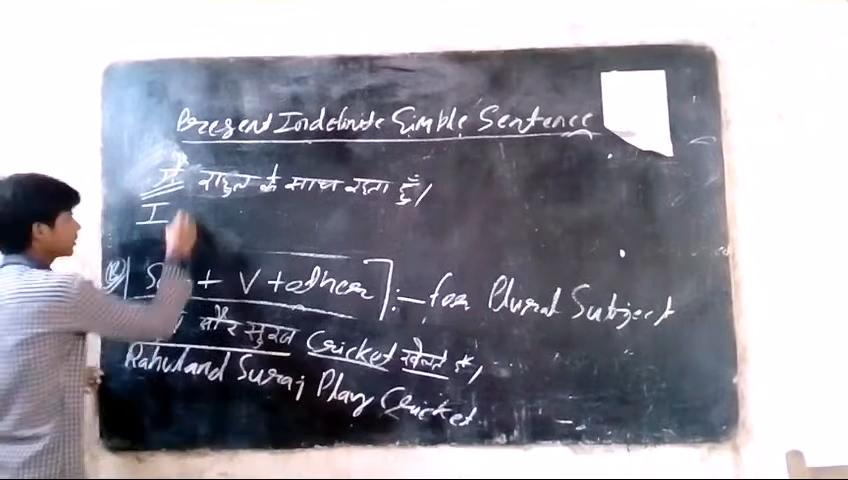 Present Indefinite Simple Sentence
मैं राहुल के साथ रहता हूँ।
I
(B) S + V + other] :- for Plural Subject
और सुरज Cricket खेलते हैं।
Rahul and Suraj Play Cricket